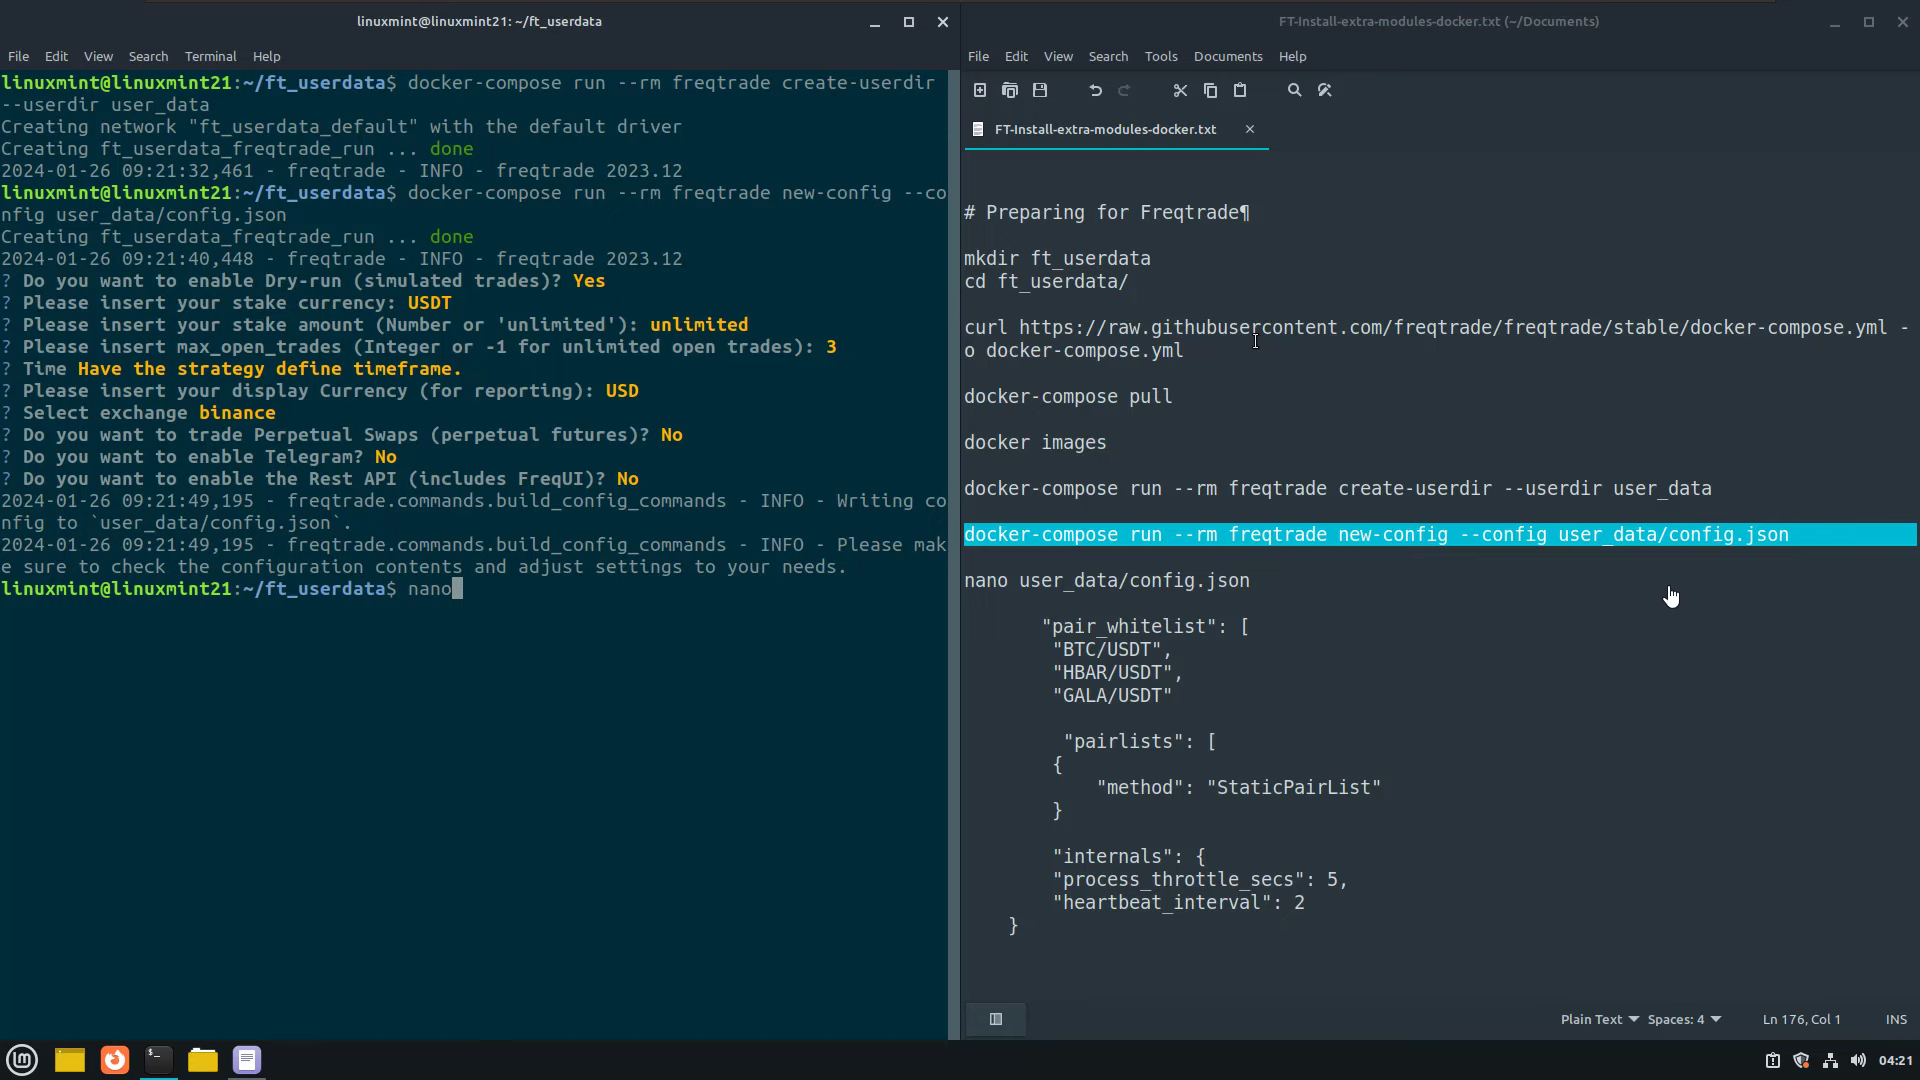 linuxmint@linuxmint21: ~/ft_userdata
File Edit View Search Terminal Help
linuxmint@linuxmint21:~/ft_userdata$ docker-compose run --rm freqtrade create-userdir
--userdir user_data
Creating network "ft_userdata_default" with the default driver
Creating ft_userdata_freqtrade_run ... done
2024-01-26 09:21:32,461 - freqtrade - INFO - freqtrade 2023.12
linuxmint@linuxmint21:~/ft_userdata$ docker-compose run --rm freqtrade new-config --co
nfig user_data/config.json
Creating ft_userdata_freqtrade_run ... done
2024-01-26 09:21:40,448 - freqtrade - INFO - freqtrade 2023.12
? Do you want to enable Dry-run (simulated trades)? Yes
? Please insert your stake currency: USDT
? Please insert your stake amount (Number or 'unlimited'): unlimited
? Please insert max_open_trades (Integer or -1 for unlimited open trades): 3
? Time Have the strategy define timeframe.
? Please insert your display Currency (for reporting): USD
? Select exchange binance
? Do you want to trade Perpetual Swaps (perpetual futures)? No
? Do you want to enable Telegram? No
? Do you want to enable the Rest API (includes FreqUI)? No
2024-01-26 09:21:49,195 - freqtrade.commands.build_config_commands - INFO - Writing co
nfig to `user_data/config.json`.
2024-01-26 09:21:49,195 - freqtrade.commands.build_config_commands - INFO - Please mak
e sure to check the configuration contents and adjust settings to your needs.
linuxmint@linuxmint21:~/ft_userdata$ nano
FT-Install-extra-modules-docker.txt (~/Documents)
File Edit View Search Tools Documents Help
FT-Install-extra-modules-docker.txt
# Preparing for Freqtrade¶
mkdir ft_userdata
cd ft_userdata/
curl https://raw.githubusercontent.com/freqtrade/freqtrade/stable/docker-compose.yml -
o docker-compose.yml
docker-compose pull
docker images
docker-compose run --rm freqtrade create-userdir --userdir user_data
docker-compose run --rm freqtrade new-config --config user_data/config.json
nano user_data/config.json
"pair_whitelist": [
"BTC/USDT",
"HBAR/USDT",
"GALA/USDT"
"pairlists": [
{
"method": "StaticPairList"
}
"internals": {
"process_throttle_secs": 5,
"heartbeat_interval": 2
}
Plain Text Spaces: 4 Ln 176, Col 1 INS
04:21